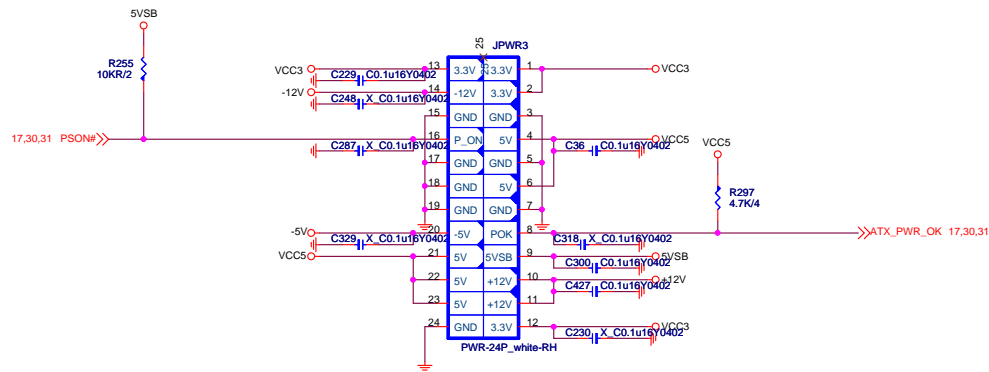 5VSB
R255
10KR/2
17,30,31 PSON#
JPWR3
25
25
VCC3
13
3.3V
3.3V
1
VCC3
C229
C0.1u16Y0402
-12V
14
-12V
3.3V
2
C248
X_C0.1u16Y0402
15
GND
GND
3
16
P_ON
5V
4
VCC5
C287
X_C0.1u16Y0402
C36
C0.1u16Y0402
17
GND
GND
5
18
GND
5V
6
19
GND
GND
7
VCC5
R297
4.7K/4
-5V
20
-5V
POK
8
ATX_PWR_OK 17,30,31
C329
X_C0.1u16Y0402
C318
X_C0.1u16Y0402
VCC5
21
5V
5VSB
9
5VSB
C300
C0.1u16Y0402
22
5V
+12V
10
+12V
C427
C0.1u16Y0402
23
5V
+12V
11
24
GND
3.3V
12
VCC3
C230
X_C0.1u16Y0402
PWR-24P_white-RH